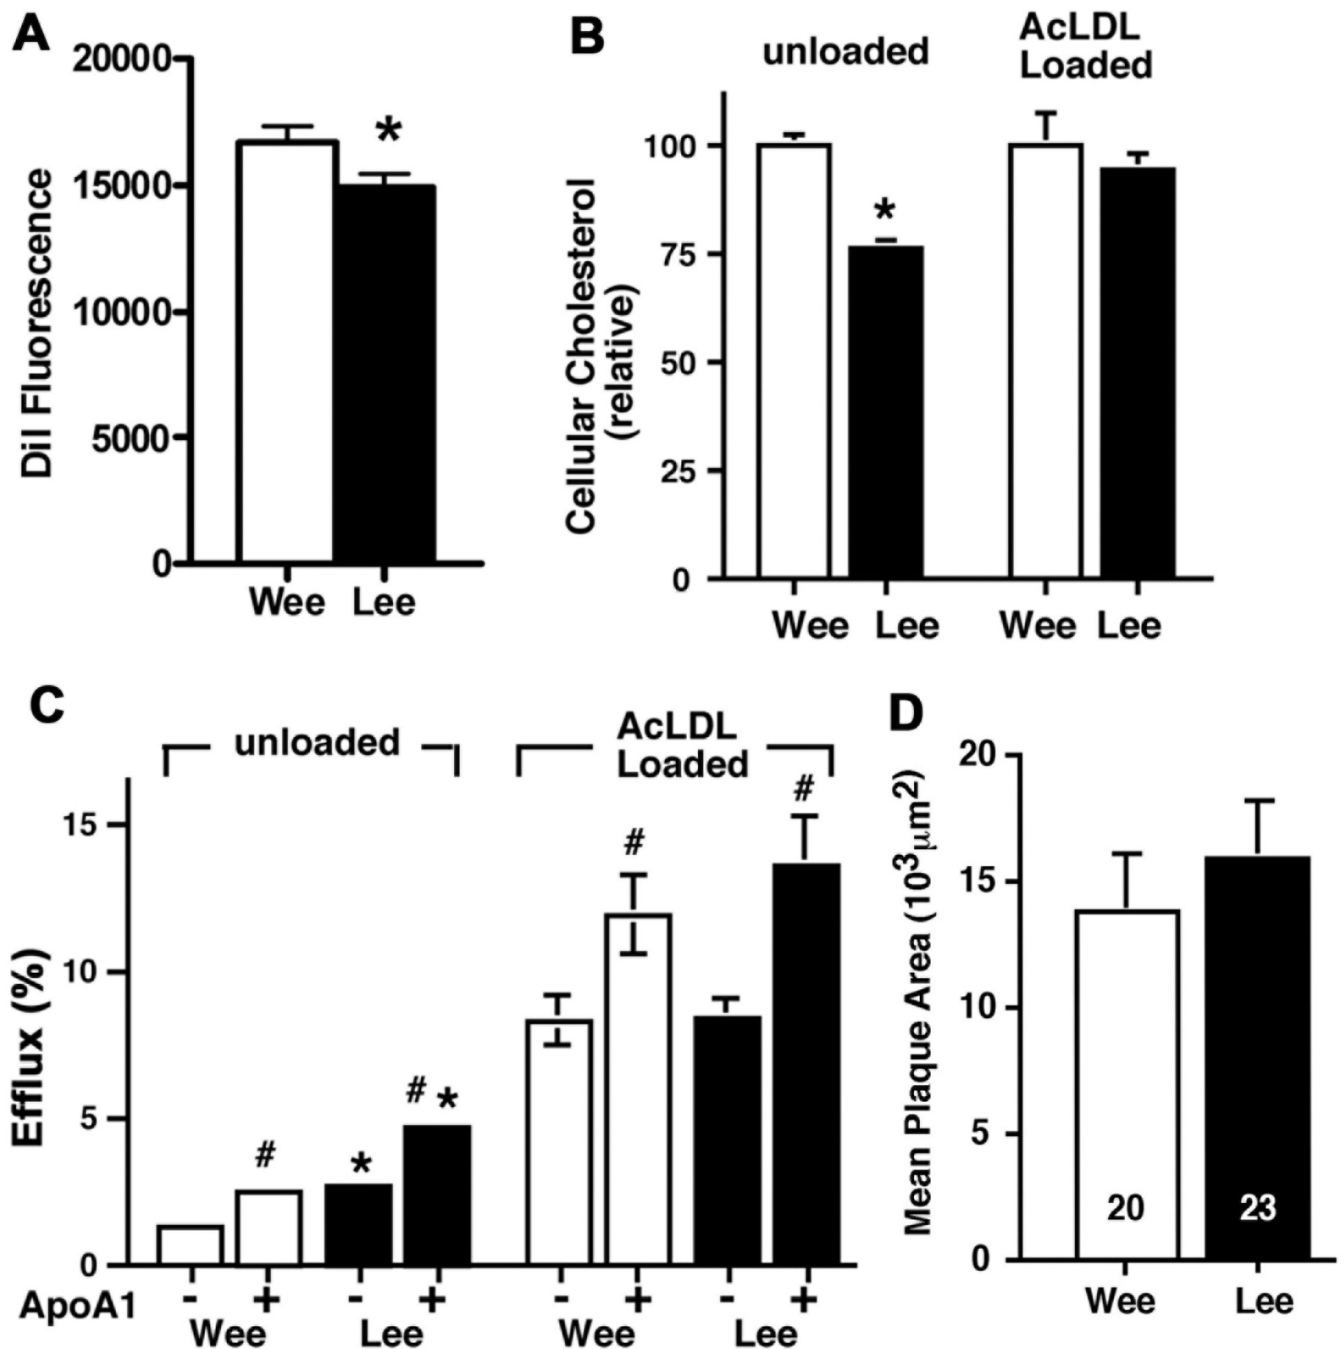 A
20000
15000
10000
5000
0
DiI Fluorescence
*
Wee Lee
B
unloaded
AcLDL
Loaded
100
75
50
25
0
Cellular Cholesterol
(relative)
*
Wee Lee Wee Lee
C
unloaded
AcLDL
Loaded
15
10
5
0
Efflux (%)
# * # * # #
ApoA1 - + - + - + - +
Wee Lee Wee Lee
D
20
15
10
5
0
Mean Plaque Area (10³µm²)
20 23
Wee Lee